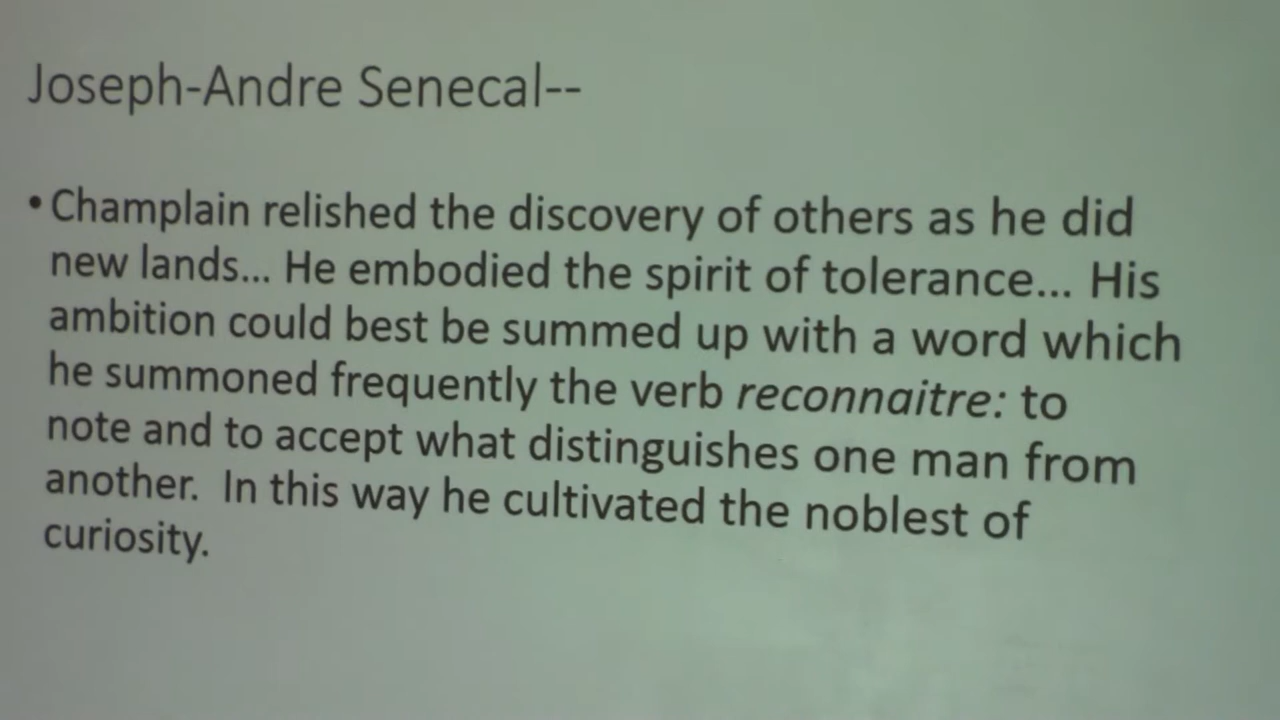 Joseph-Andre Senecal--
• Champlain relished the discovery of others as he did
new lands... He embodied the spirit of tolerance... His
ambition could best be summed up with a word which
he summoned frequently the verb reconnaitre: to
note and to accept what distinguishes one man from
another.  In this way he cultivated the noblest of
curiosity.